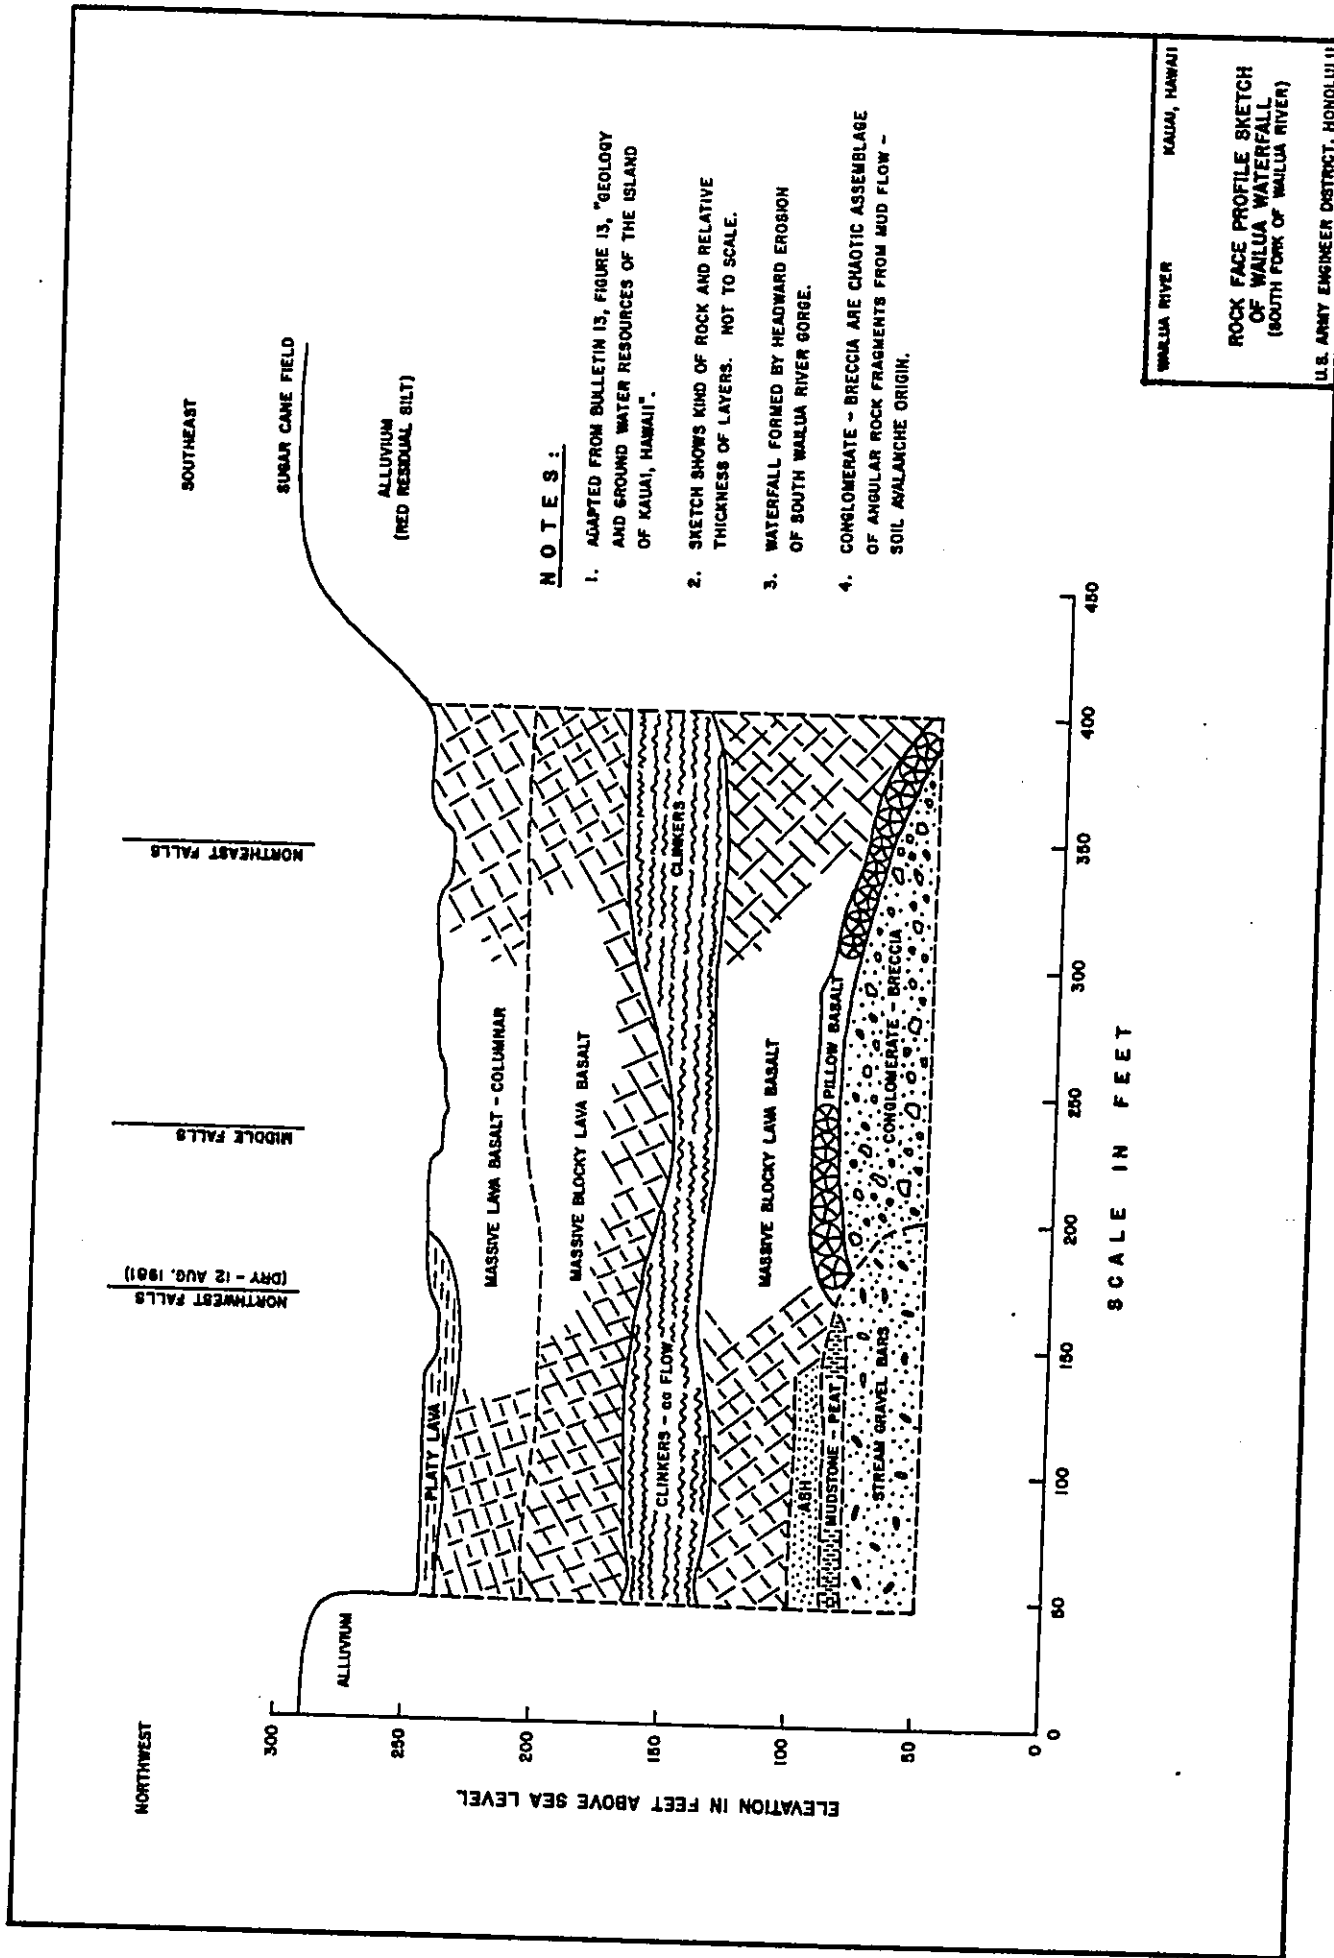 NORTHWEST
SOUTHEAST
NORTHWEST FALLS
(DRY - 12 AUG. 1981)
MIDDLE FALLS
NORTHEAST FALLS
SUGAR CANE FIELD
ALLUVIUM
ALLUVIUM
(RED RESIDUAL SILT)
PLATY LAVA
MASSIVE LAVA BASALT - COLUMNAR
MASSIVE BLOCKY LAVA BASALT
CLINKERS - aa FLOW
CLINKERS
MASSIVE BLOCKY LAVA BASALT
ASH
MUDSTONE - PEAT
STREAM GRAVEL BARS
PILLOW BASALT
CONGLOMERATE - BRECCIA
ELEVATION IN FEET ABOVE SEA LEVEL
300
250
200
150
100
50
0
0
50
100
150
200
250
300
350
400
450
SCALE IN FEET
NOTES:
1. ADAPTED FROM BULLETIN 13, FIGURE 13, "GEOLOGY
AND GROUND WATER RESOURCES OF THE ISLAND
OF KAUAI, HAWAII".
2. SKETCH SHOWS KIND OF ROCK AND RELATIVE
THICKNESS OF LAYERS. NOT TO SCALE.
3. WATERFALL FORMED BY HEADWARD EROSION
OF SOUTH WAILUA RIVER GORGE.
4. CONGLOMERATE - BRECCIA ARE CHAOTIC ASSEMBLAGE
OF ANGULAR ROCK FRAGMENTS FROM MUD FLOW -
SOIL AVALANCHE ORIGIN.
WAILUA RIVER KAUAI, HAWAII
ROCK FACE PROFILE SKETCH
OF WAILUA WATERFALL
(SOUTH FORK OF WAILUA RIVER)
U.S. ARMY ENGINEER DISTRICT, HONOLULU